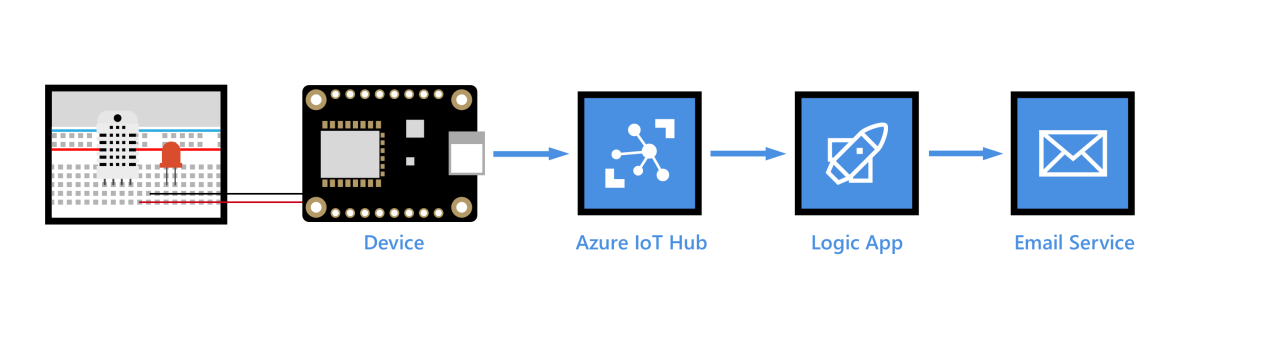 Device
Azure IoT Hub
Logic App
Email Service